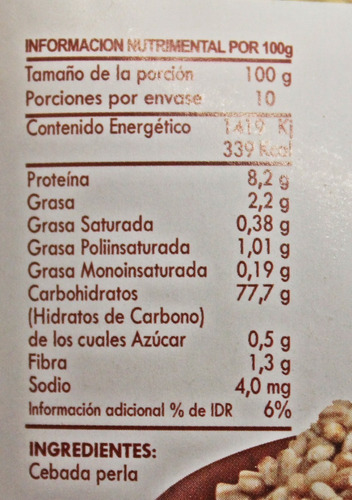 INFORMACION NUTRIMENTAL POR 100g
Tamaño de la porción 100 g
Porciones por envase 10
Contenido Energético 1419 Kj
339 Kcal
Proteína 8,2 g
Grasa 2,2 g
Grasa Saturada 0,38 g
Grasa Poliinsaturada 1,01 g
Grasa Monoinsaturada 0,19 g
Carbohidratos 77,7 g
(Hidratos de Carbono)
de los cuales Azúcar 0,5 g
Fibra 1,3 g
Sodio 4,0 mg
Información adicional % de IDR 6%
INGREDIENTES:
Cebada perla